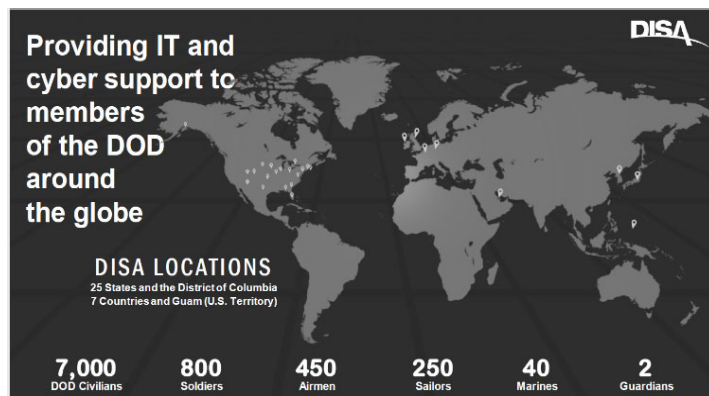 Providing IT and
cyber support to
members
of the DOD
around
the globe
DISA
DISA LOCATIONS
25 States and the District of Columbia
7 Countries and Guam (U.S. Territory)
7,000
DOD Civilians
800
Soldiers
450
Airmen
250
Sailors
40
Marines
2
Guardians